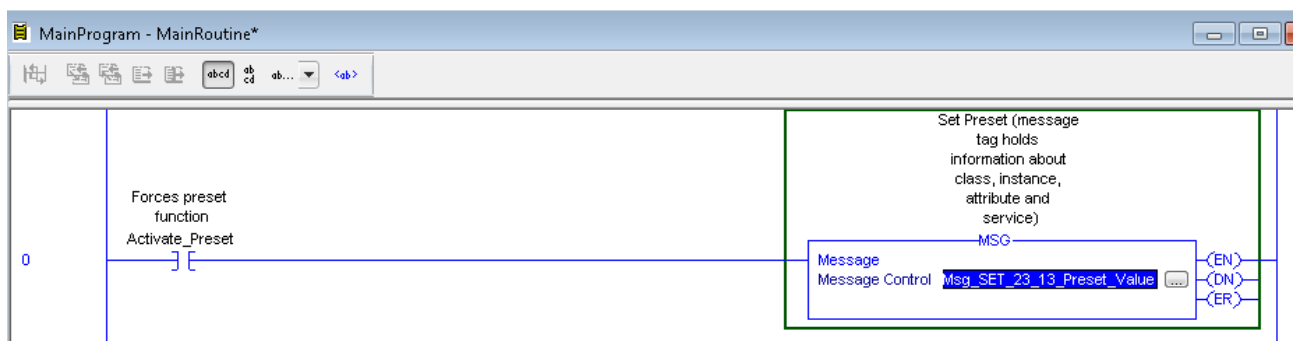 MainProgram - MainRoutine*
abcd
ab
cd
ab...
<ab>
Set Preset (message
tag holds
information about
class, instance,
attribute and
service)
Forces preset
function
Activate_Preset
MSG
0
Message
(EN)
Message Control Msg_SET_23_13_Preset_Value ...
(DN)
(ER)